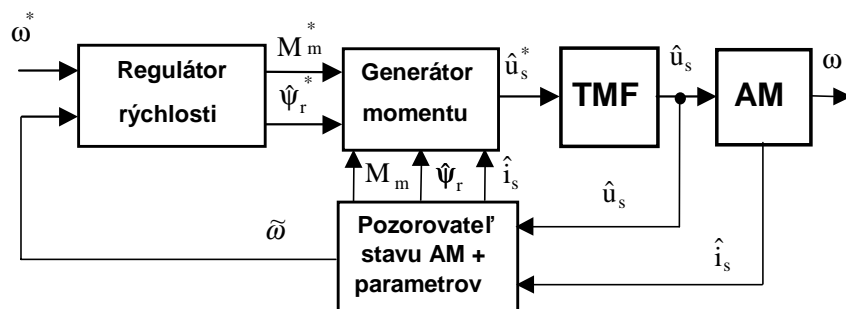 ω*
Regulátor
rýchlosti
M*m
ψ̂*r
Generátor
momentu
û*s
TMF
ûs
AM
ω
Mm
ψ̂r
îs
ûs
ω̃
Pozorovateľ
stavu AM +
parametrov
îs